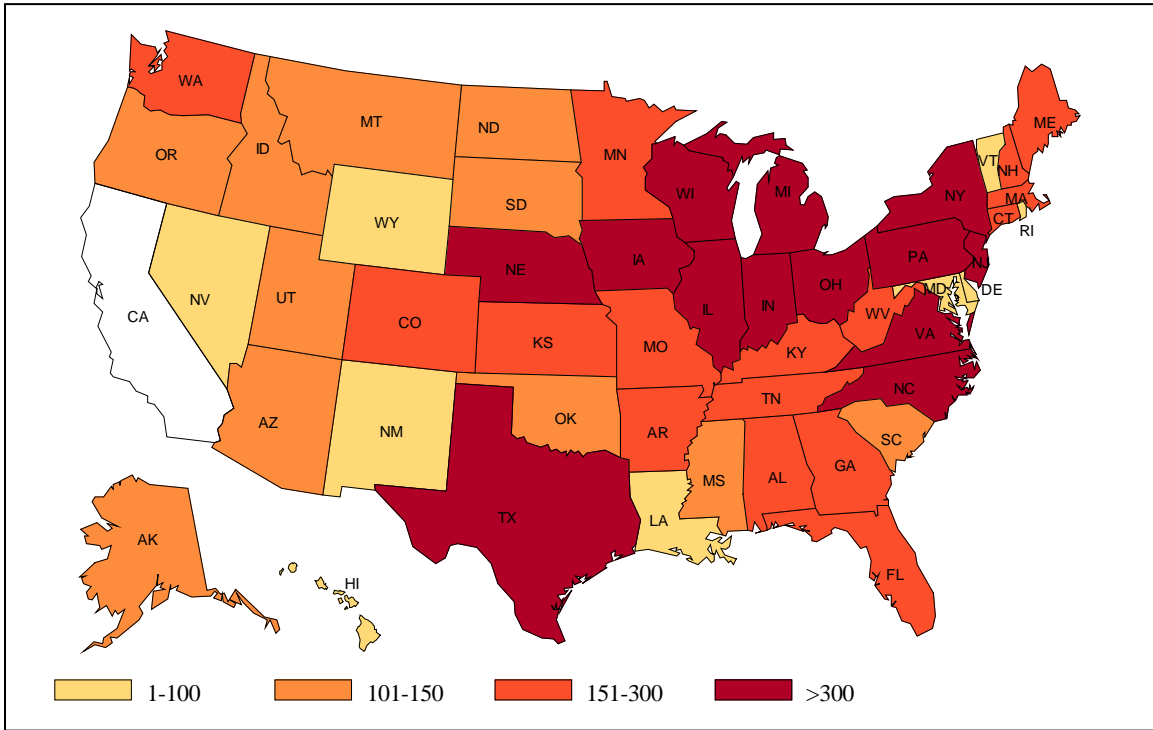 WA
ME
MT
ND
VT
OR
ID
MN
NH
WI
MI
NY
MA
SD
WY
CT
RI
PA
IA
NE
NJ
OH
MD
DE
NV
UT
IL
IN
CA
CO
WV
VA
KS
MO
KY
NC
TN
OK
AZ
NM
AR
SC
GA
MS
AL
TX
LA
AK
FL
HI
1-100
101-150
151-300
>300